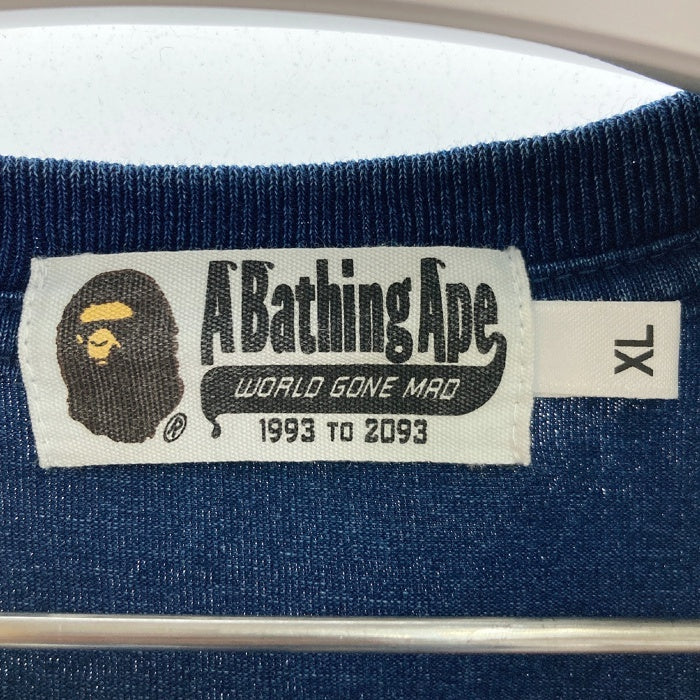 A Bathing Ape
WORLD GONE MAD
1993 TO 2093
®
XL